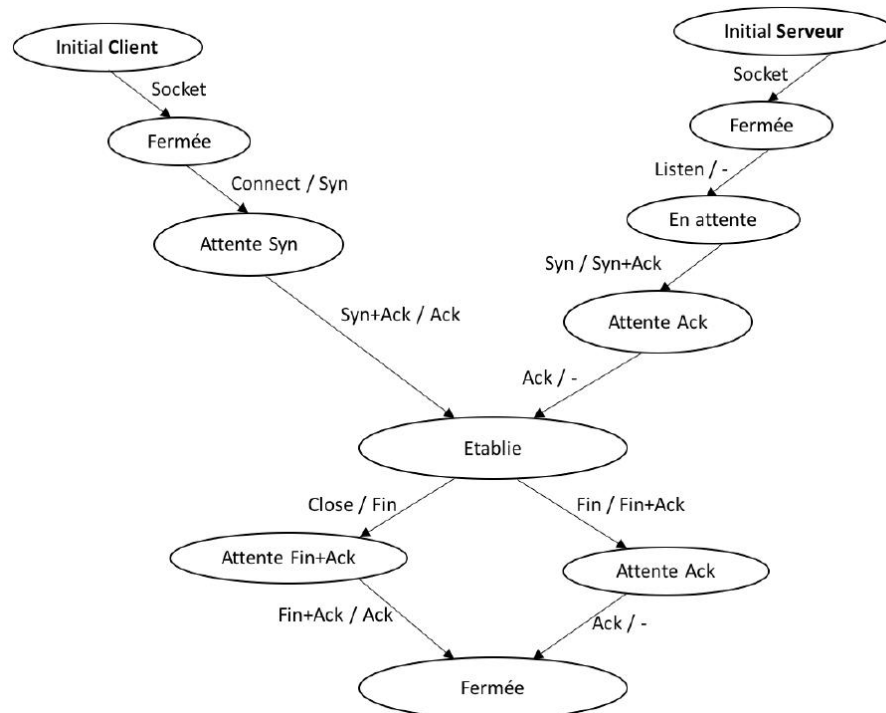 Initial Client
Initial Serveur
Socket
Socket
Fermée
Fermée
Connect / Syn
Listen / -
Attente Syn
En attente
Syn / Syn+Ack
Syn+Ack / Ack
Attente Ack
Ack / -
Etablie
Close / Fin
Fin / Fin+Ack
Attente Fin+Ack
Attente Ack
Fin+Ack / Ack
Ack / -
Fermée